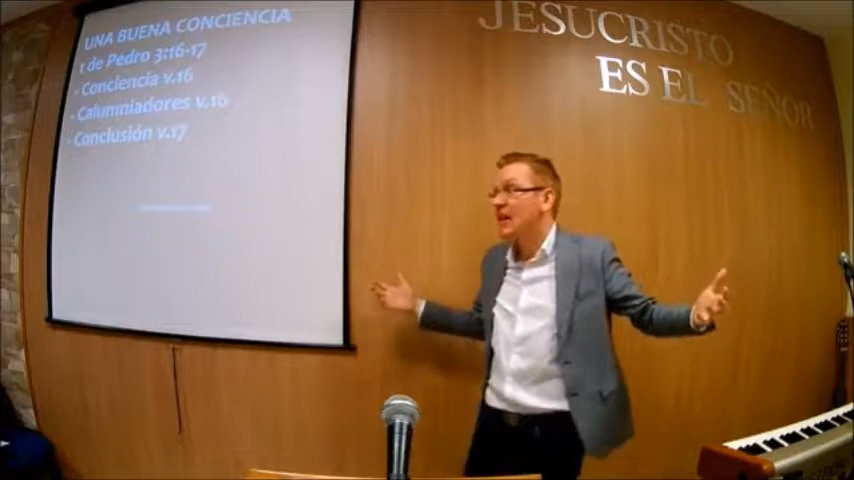 UNA BUENA CONCIENCIA
1 de Pedro 3:16-17
• Conciencia v.16
• Calumniadores v.16
• Conclusión v.17
JESUCRISTO
ES EL SEÑOR